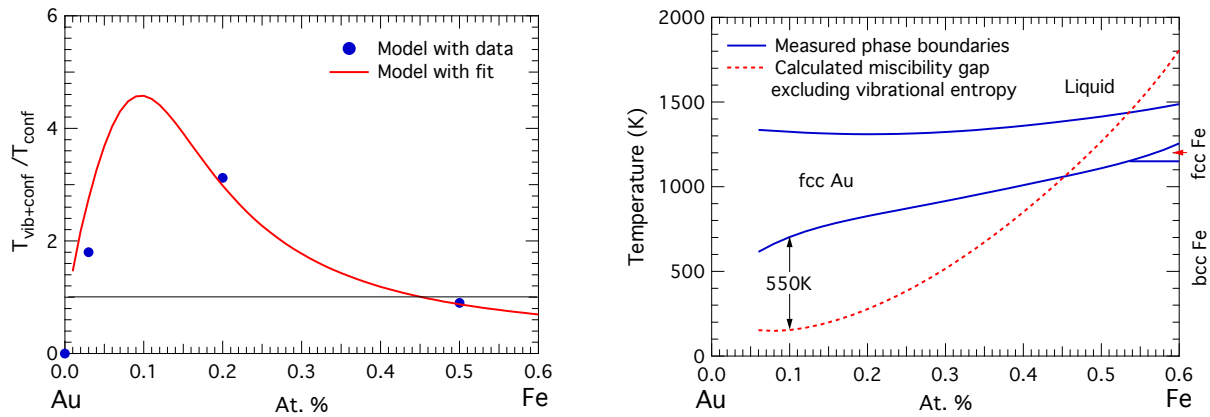 6
4
2
0
T_vib+conf /T_conf
Model with data
Model with fit
0.0
0.1
0.2
0.3
0.4
0.5
0.6
Au
At. %
Fe
2000
1500
1000
500
0
Temperature (K)
Measured phase boundaries
Calculated miscibility gap
excluding vibrational entropy
Liquid
fcc Au
550K
fcc Fe
bcc Fe
0.0
0.1
0.2
0.3
0.4
0.5
0.6
Au
At. %
Fe